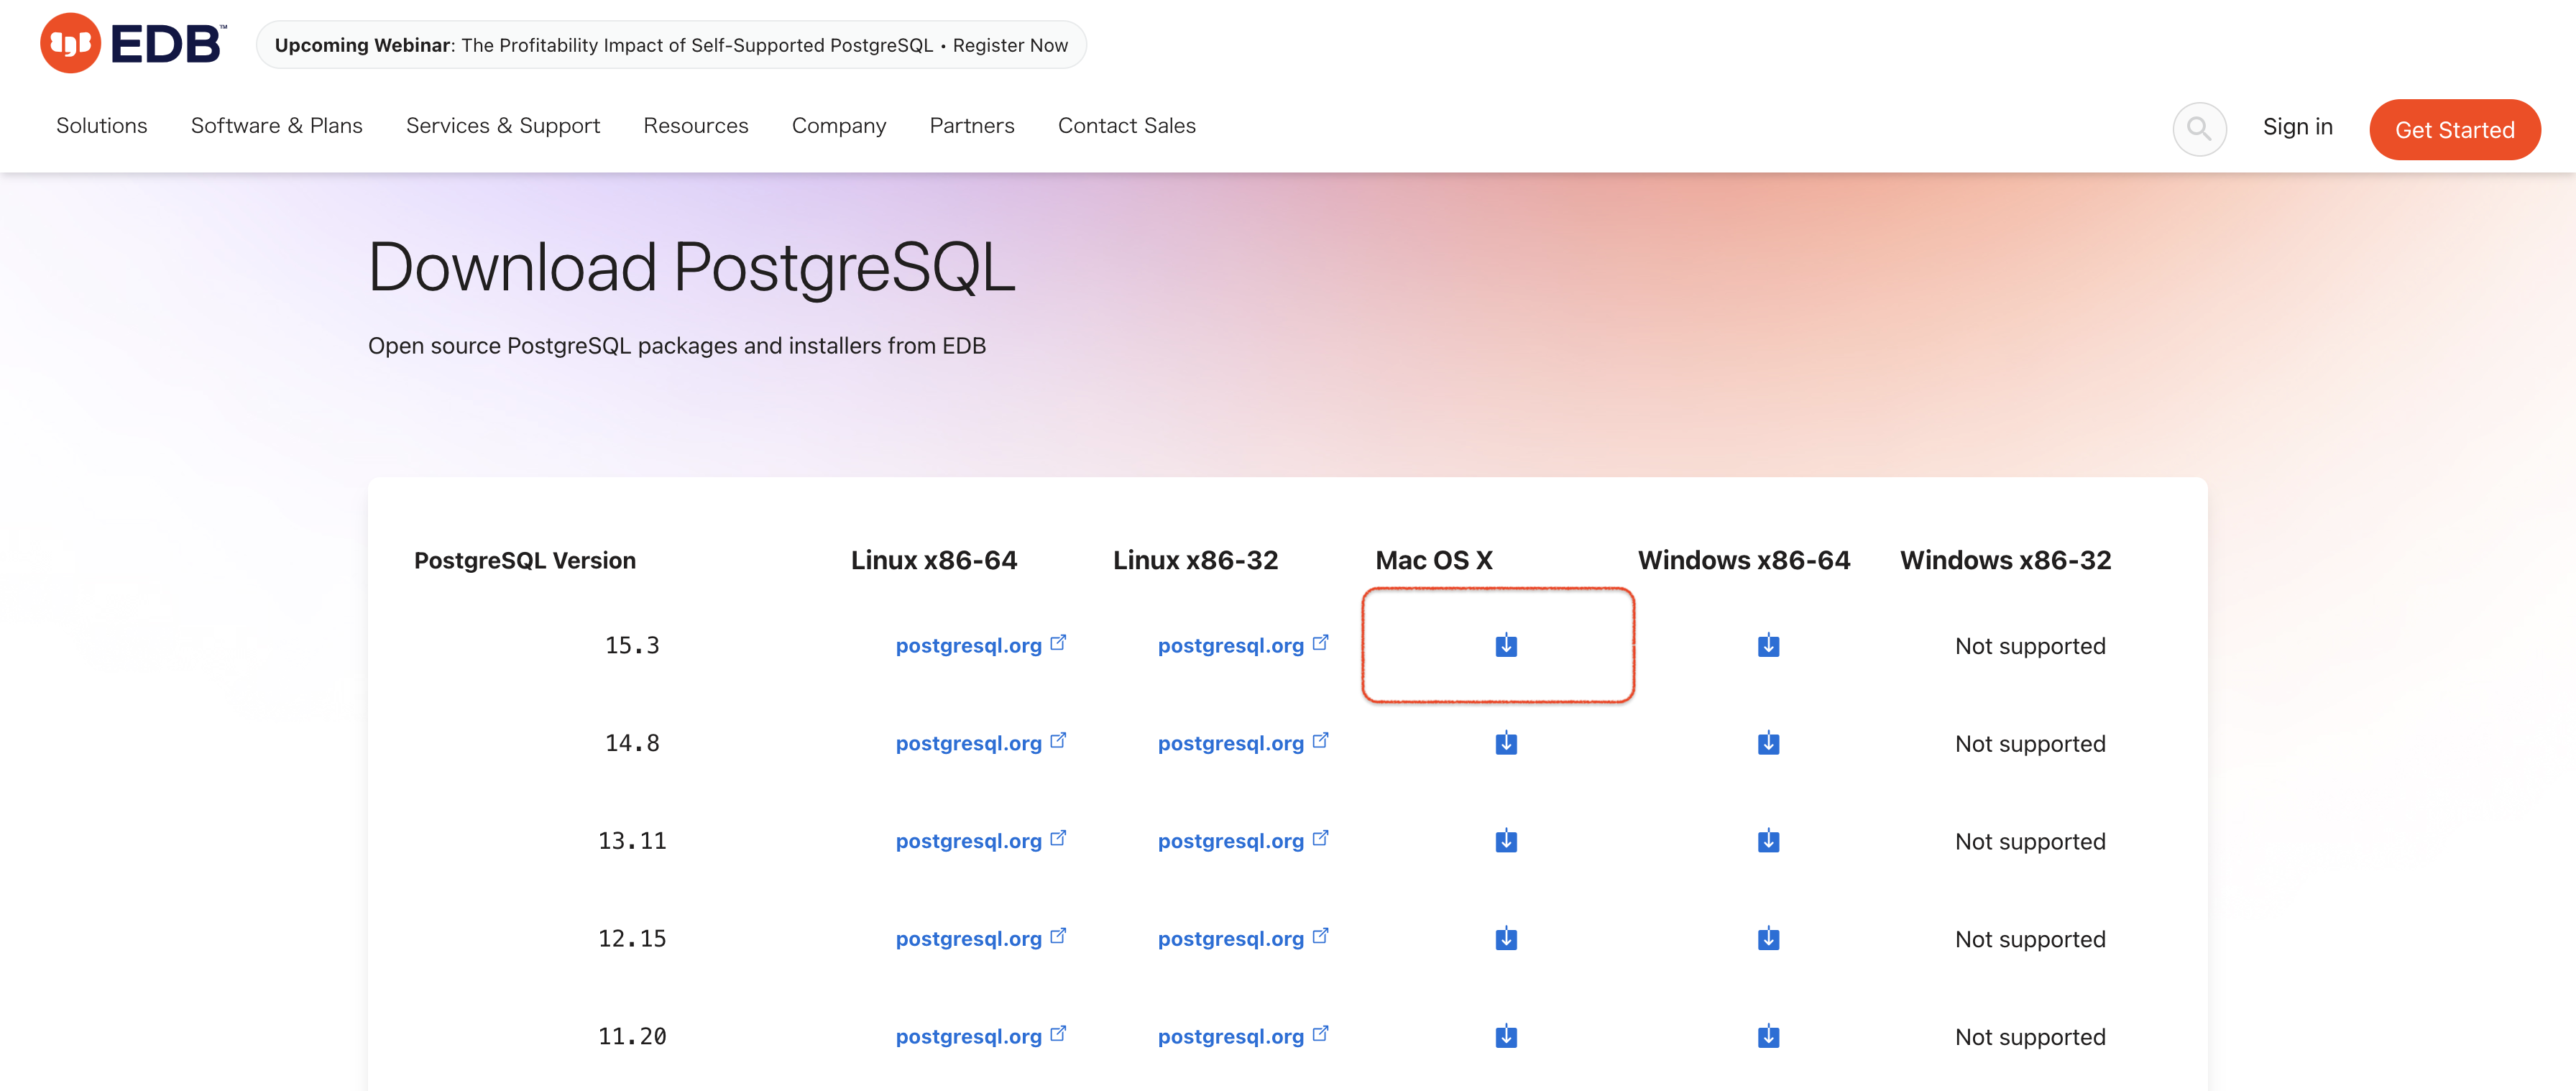 EDB™
Upcoming Webinar: The Profitability Impact of Self-Supported PostgreSQL • Register Now
Solutions Software & Plans Services & Support Resources Company Partners Contact Sales Sign in Get Started
Download PostgreSQL
Open source PostgreSQL packages and installers from EDB
PostgreSQL Version Linux x86-64 Linux x86-32 Mac OS X Windows x86-64 Windows x86-32
15.3 postgresql.org postgresql.org Not supported
14.8 postgresql.org postgresql.org Not supported
13.11 postgresql.org postgresql.org Not supported
12.15 postgresql.org postgresql.org Not supported
11.20 postgresql.org postgresql.org Not supported